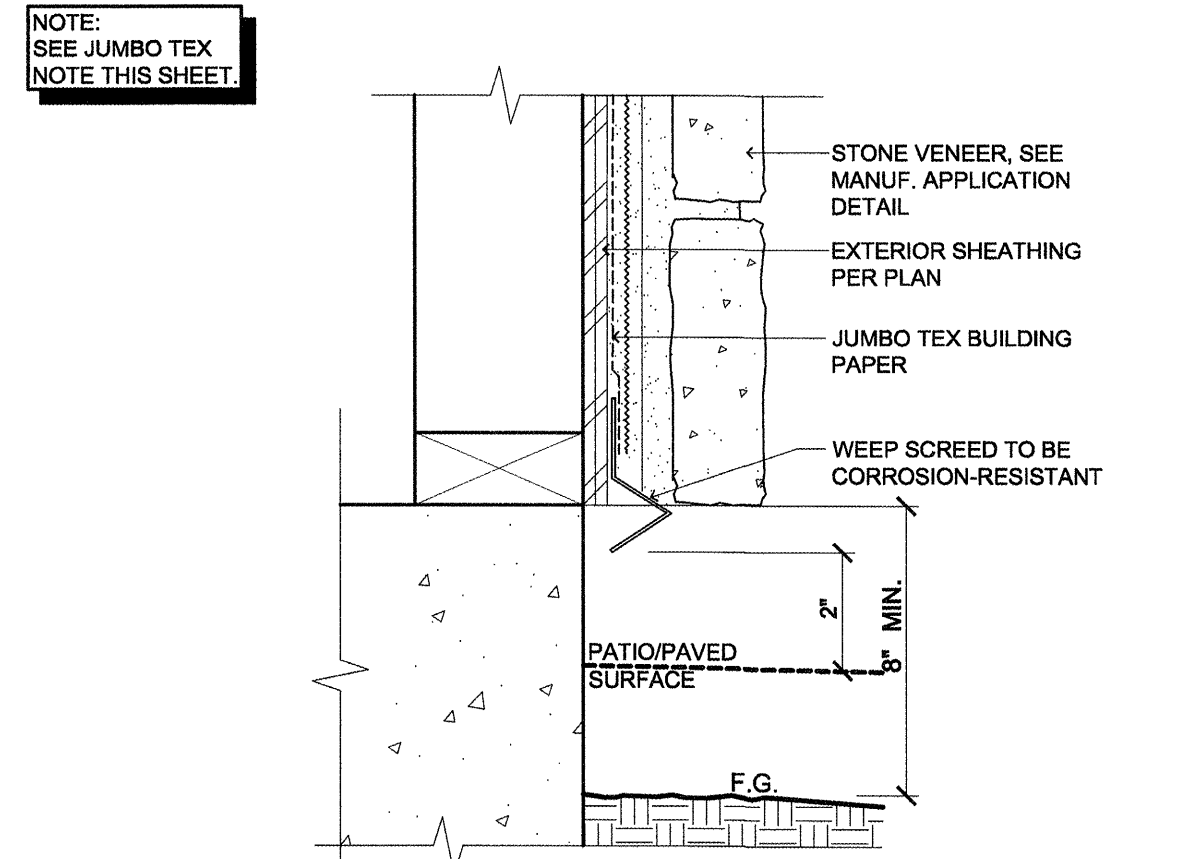 NOTE:
SEE JUMBO TEX
NOTE THIS SHEET.
STONE VENEER, SEE
MANUF. APPLICATION
DETAIL
EXTERIOR SHEATHING
PER PLAN
JUMBO TEX BUILDING
PAPER
WEEP SCREED TO BE
CORROSION-RESISTANT
2"
8" MIN.
PATIO/PAVED
SURFACE
F.G.